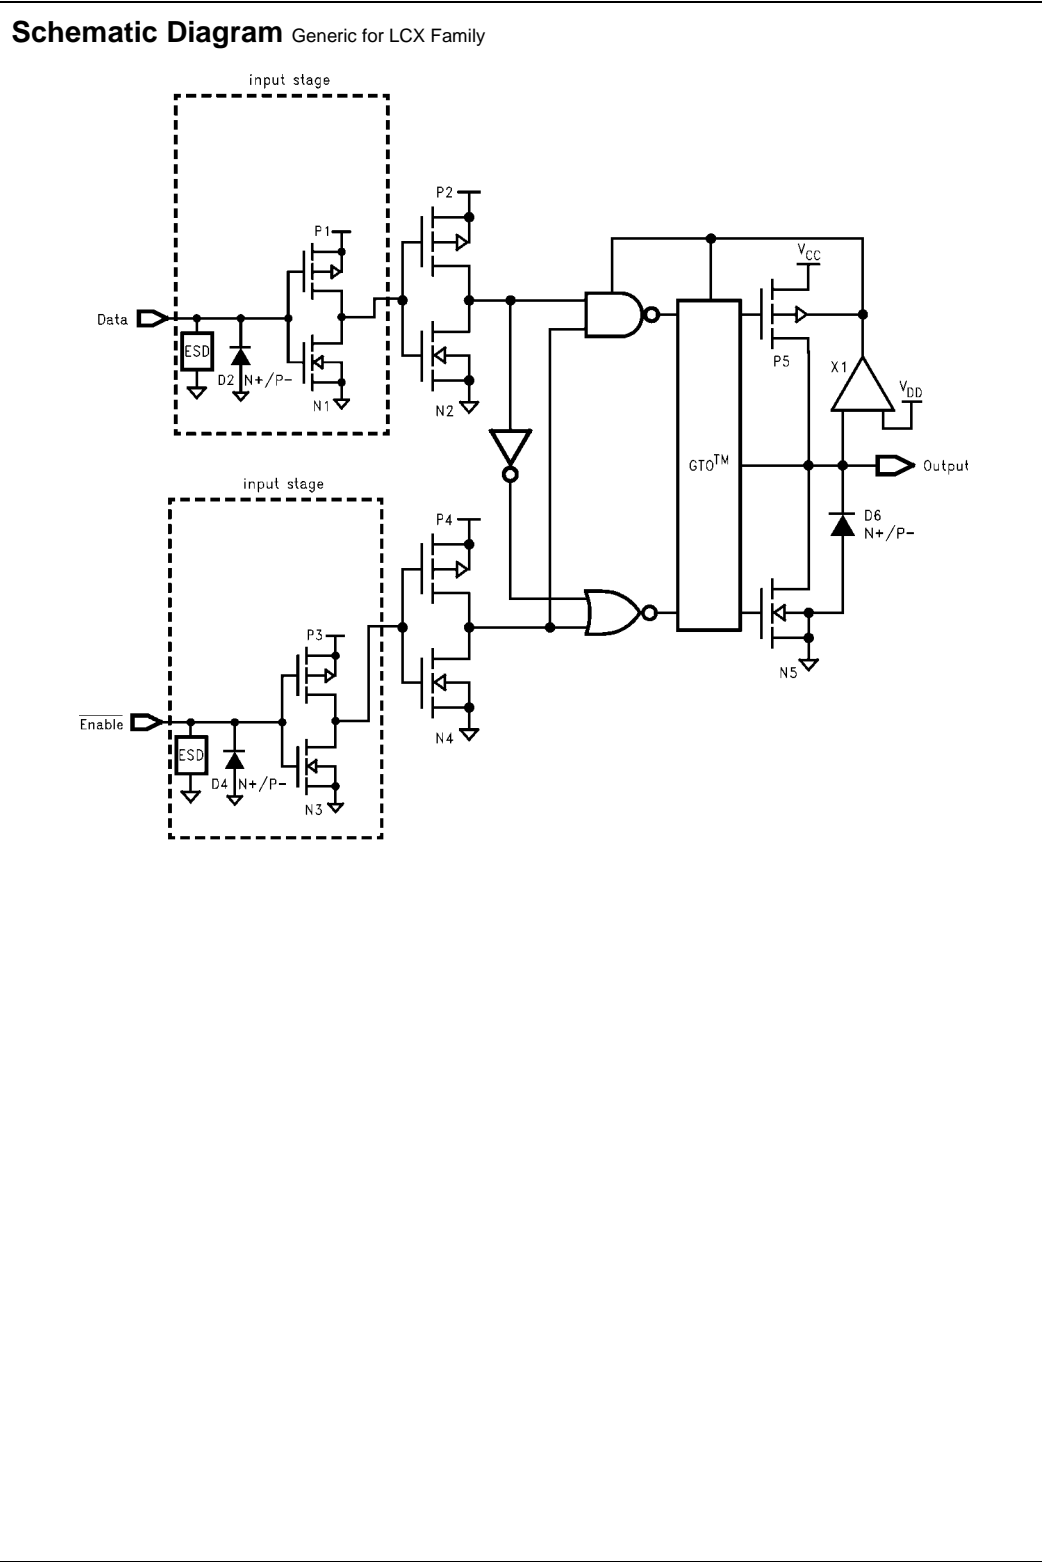 Schematic Diagram Generic for LCX Family
input stage
P2
P1
VCC
Data
ESD
D2 N+/P-
N1
N2
P5
X1
VDD
GTO™
Output
input stage
P4
D6
N+/P-
P3
N5
Enable
ESD
D4 N+/P-
N3
N4